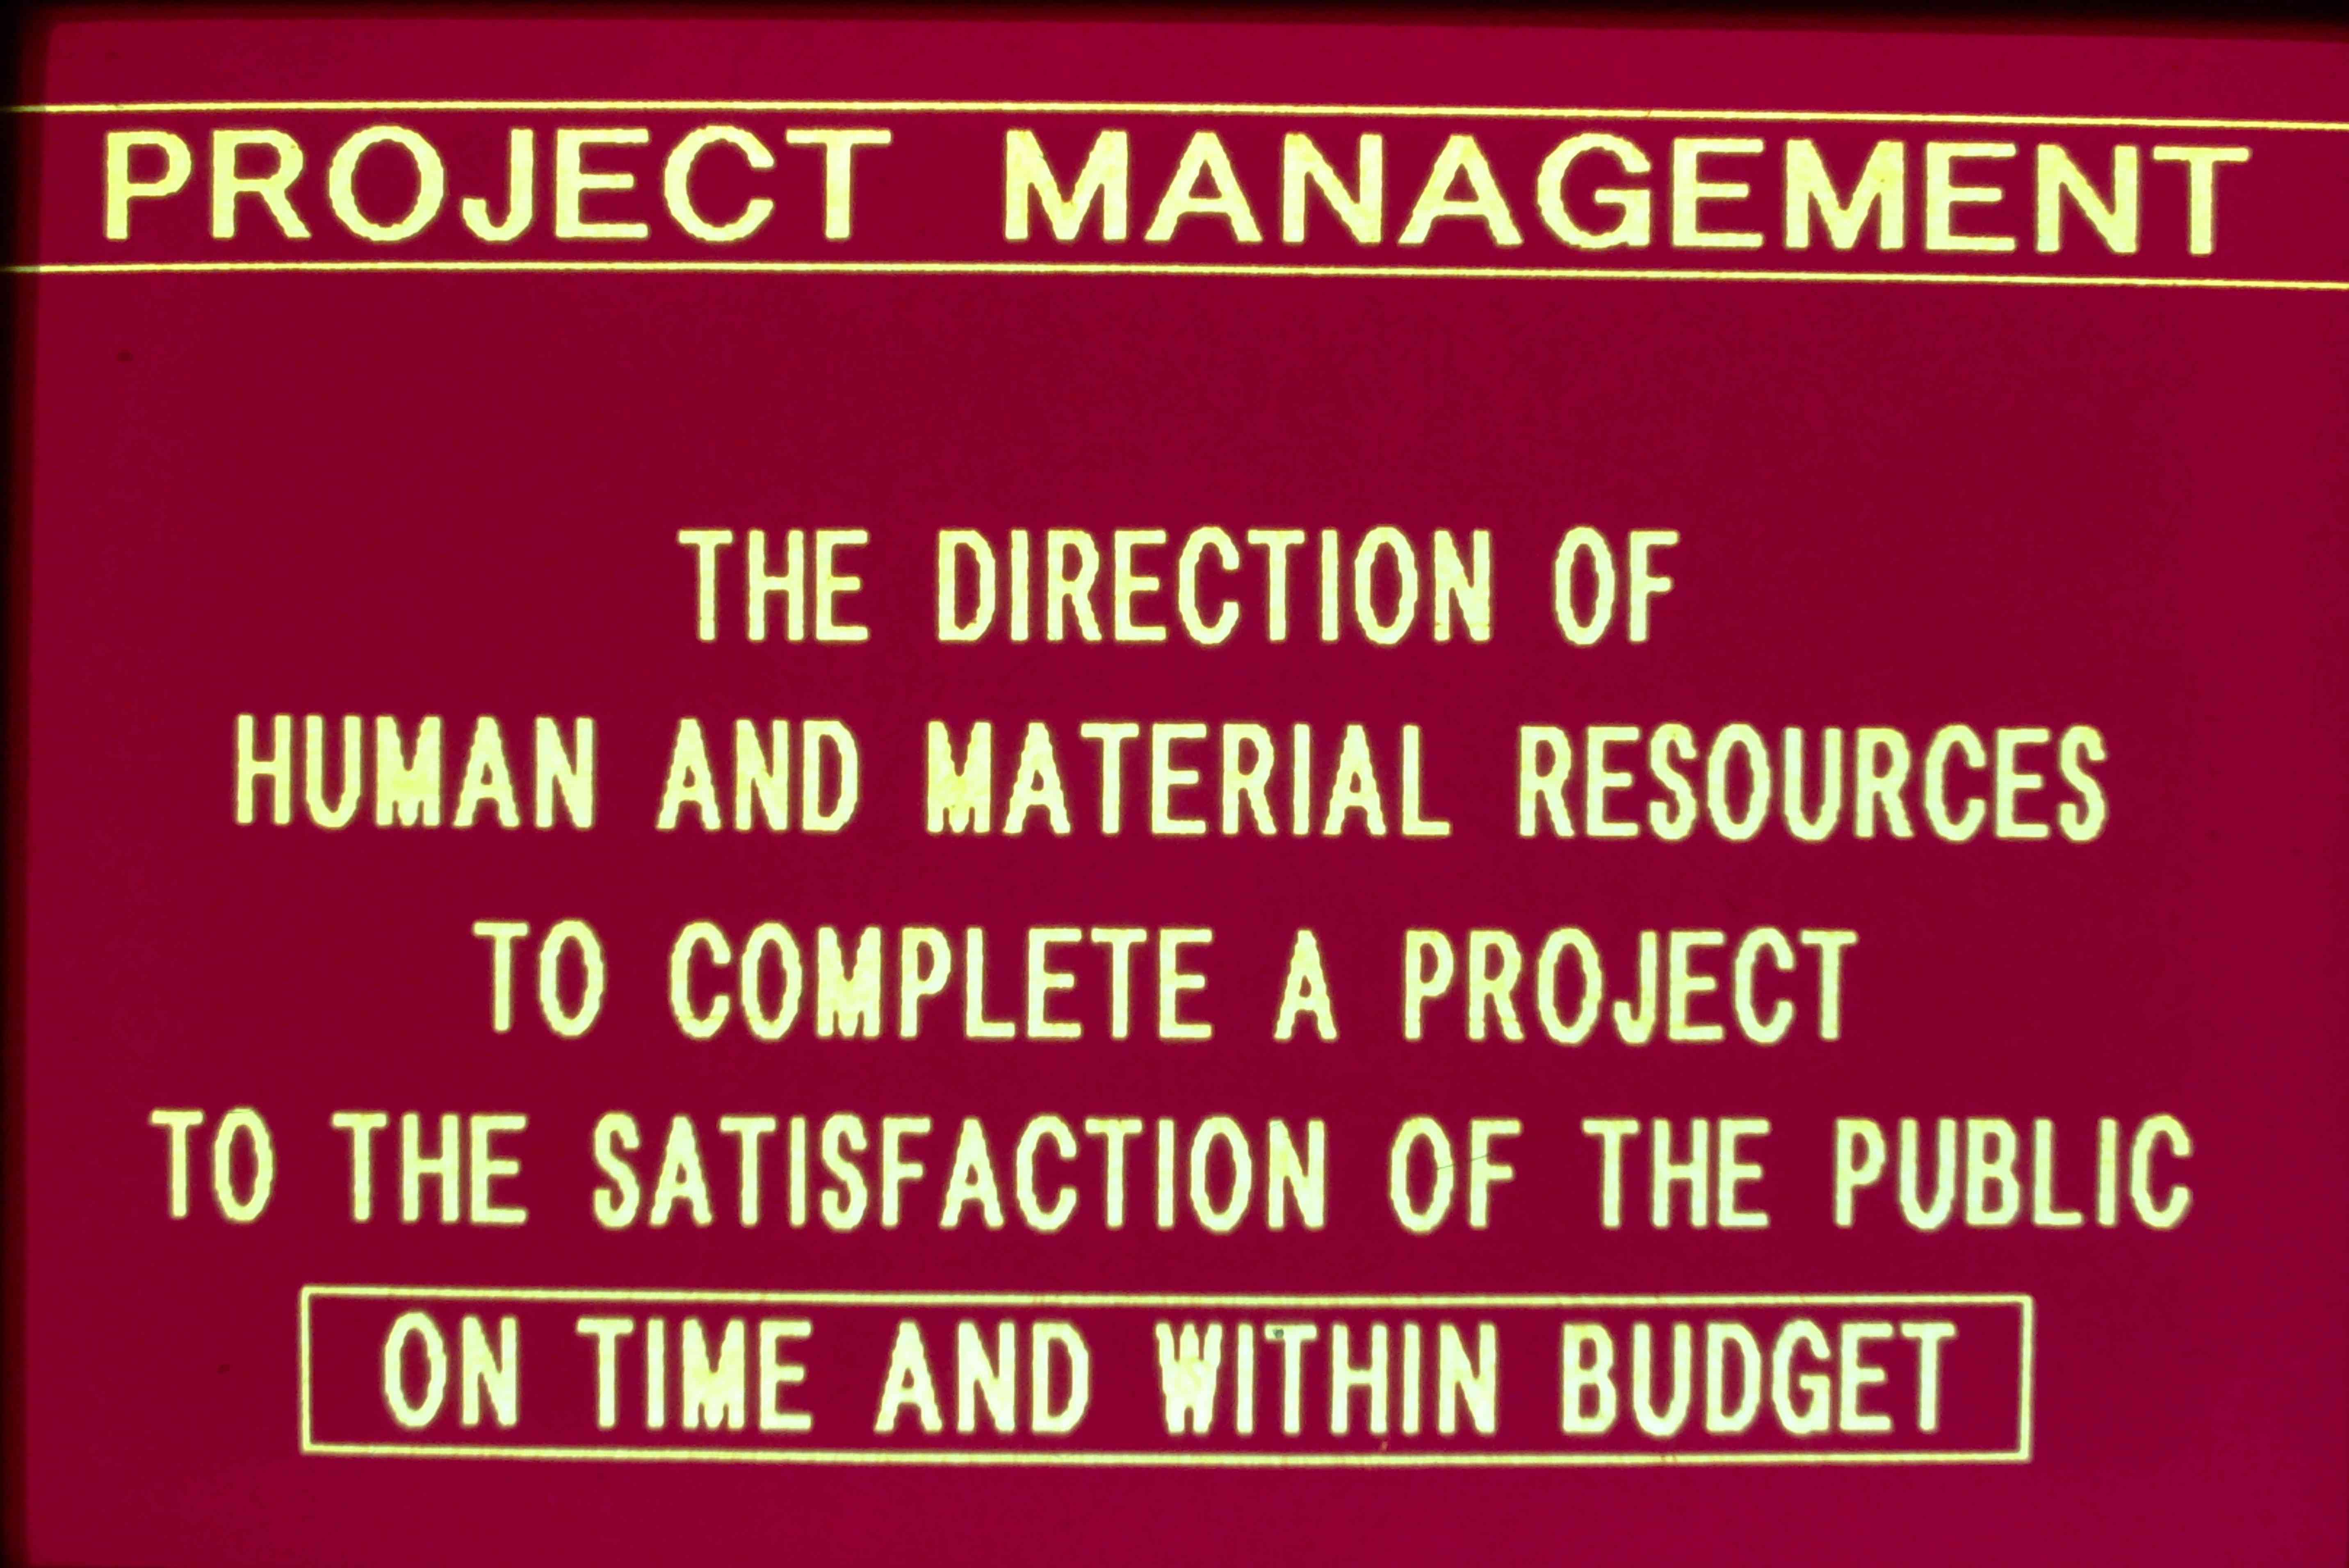 PROJECT MANAGEMENT
THE DIRECTION OF
HUMAN AND MATERIAL RESOURCES
TO COMPLETE A PROJECT
TO THE SATISFACTION OF THE PUBLIC
ON TIME AND WITHIN BUDGET